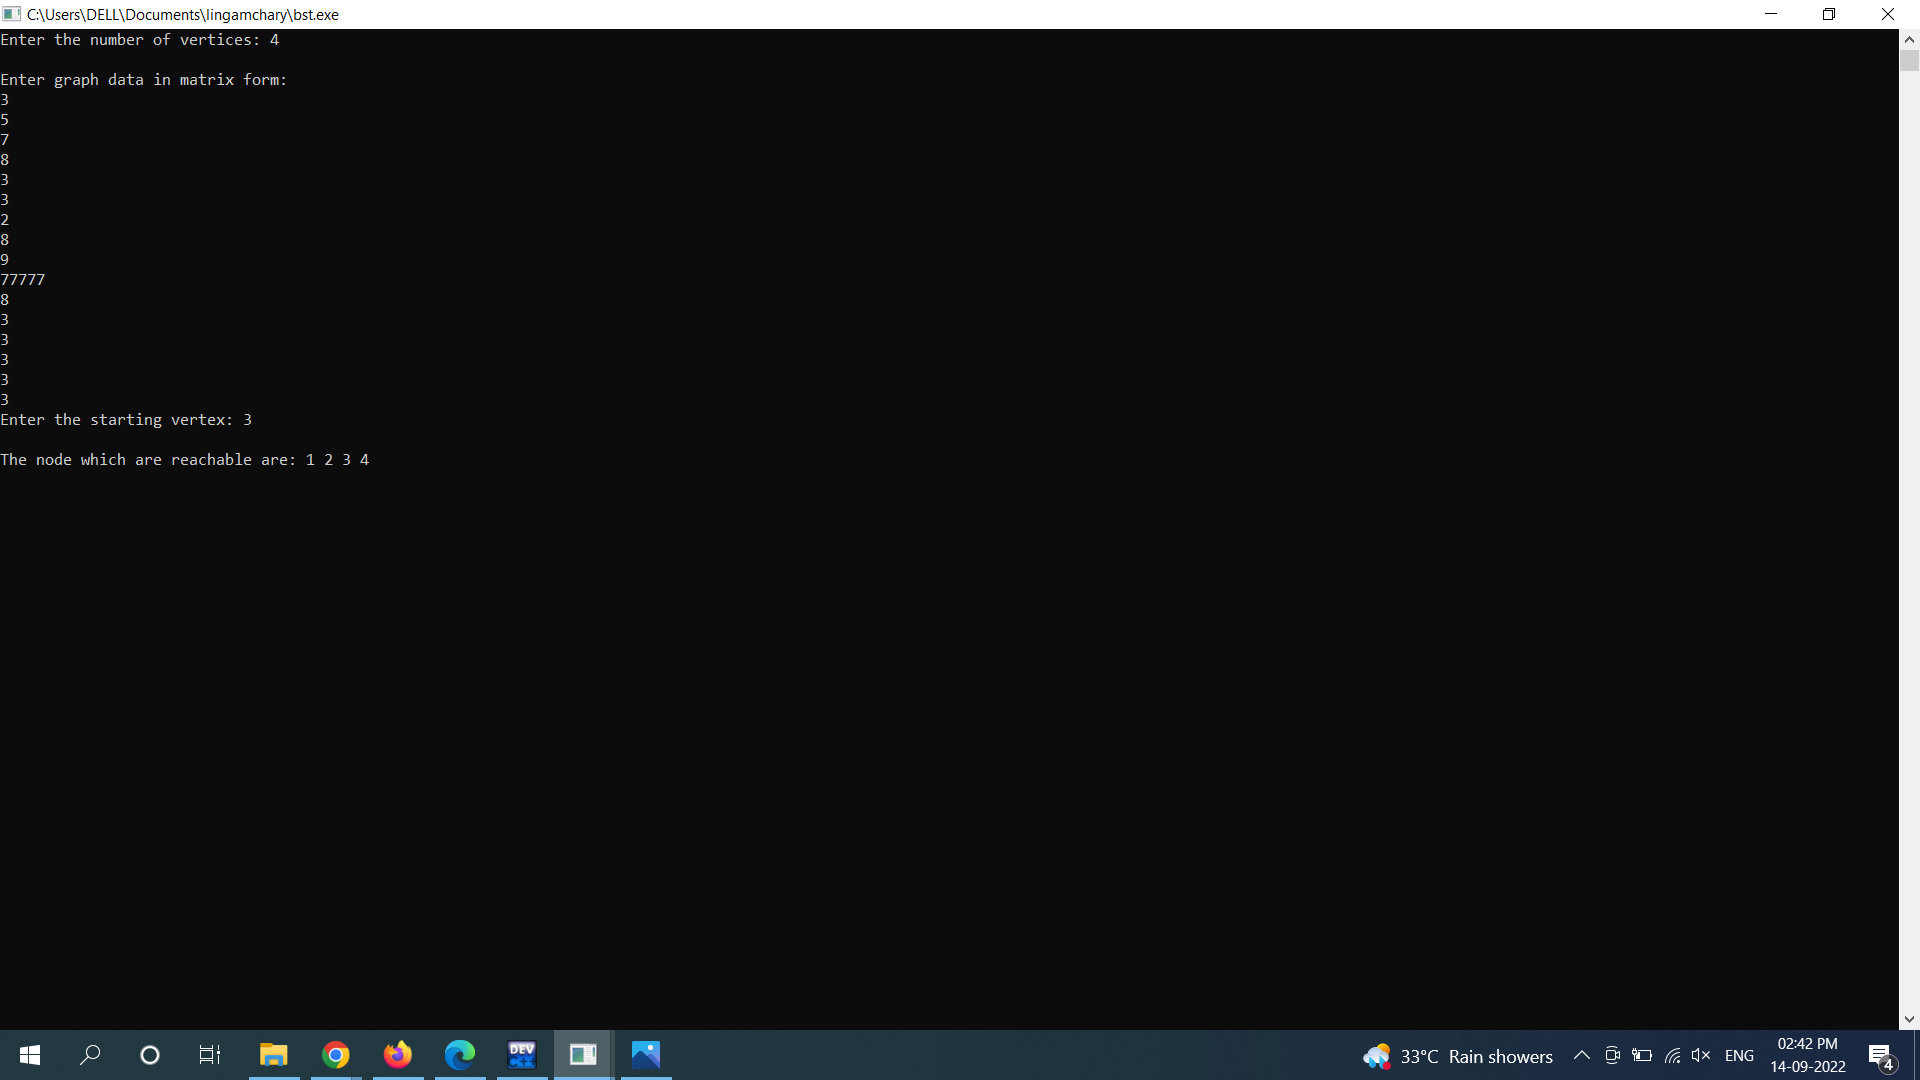 C:\Users\DELL\Documents\lingamchary\bst.exe
Enter the number of vertices: 4
Enter graph data in matrix form:
3
5
7
8
3
3
2
8
9
77777
8
3
3
3
3
3
Enter the starting vertex: 3
The node which are reachable are: 1 2 3 4
DEV
C++
33°C Rain showers
ENG
02:42 PM
14-09-2022
4